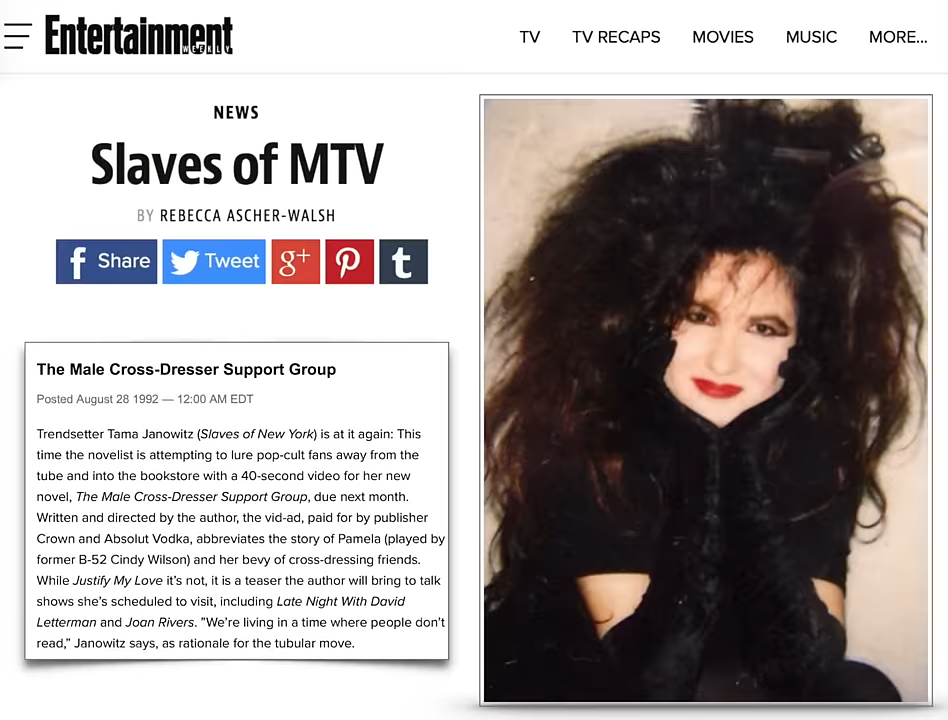 Entertainment
WEEKLY
TV
TV RECAPS
MOVIES
MUSIC
MORE...
NEWS
Slaves of MTV
BY REBECCA ASCHER-WALSH
f Share
Tweet
g+
p
t
The Male Cross-Dresser Support Group
Posted August 28 1992 — 12:00 AM EDT
Trendsetter Tama Janowitz (Slaves of New York) is at it again: This
time the novelist is attempting to lure pop-cult fans away from the
tube and into the bookstore with a 40-second video for her new
novel, The Male Cross-Dresser Support Group, due next month.
Written and directed by the author, the vid-ad, paid for by publisher
Crown and Absolut Vodka, abbreviates the story of Pamela (played by
former B-52 Cindy Wilson) and her bevy of cross-dressing friends.
While Justify My Love it’s not, it is a teaser the author will bring to talk
shows she’s scheduled to visit, including Late Night With David
Letterman and Joan Rivers. ”We’re living in a time where people don’t
read,” Janowitz says, as rationale for the tubular move.